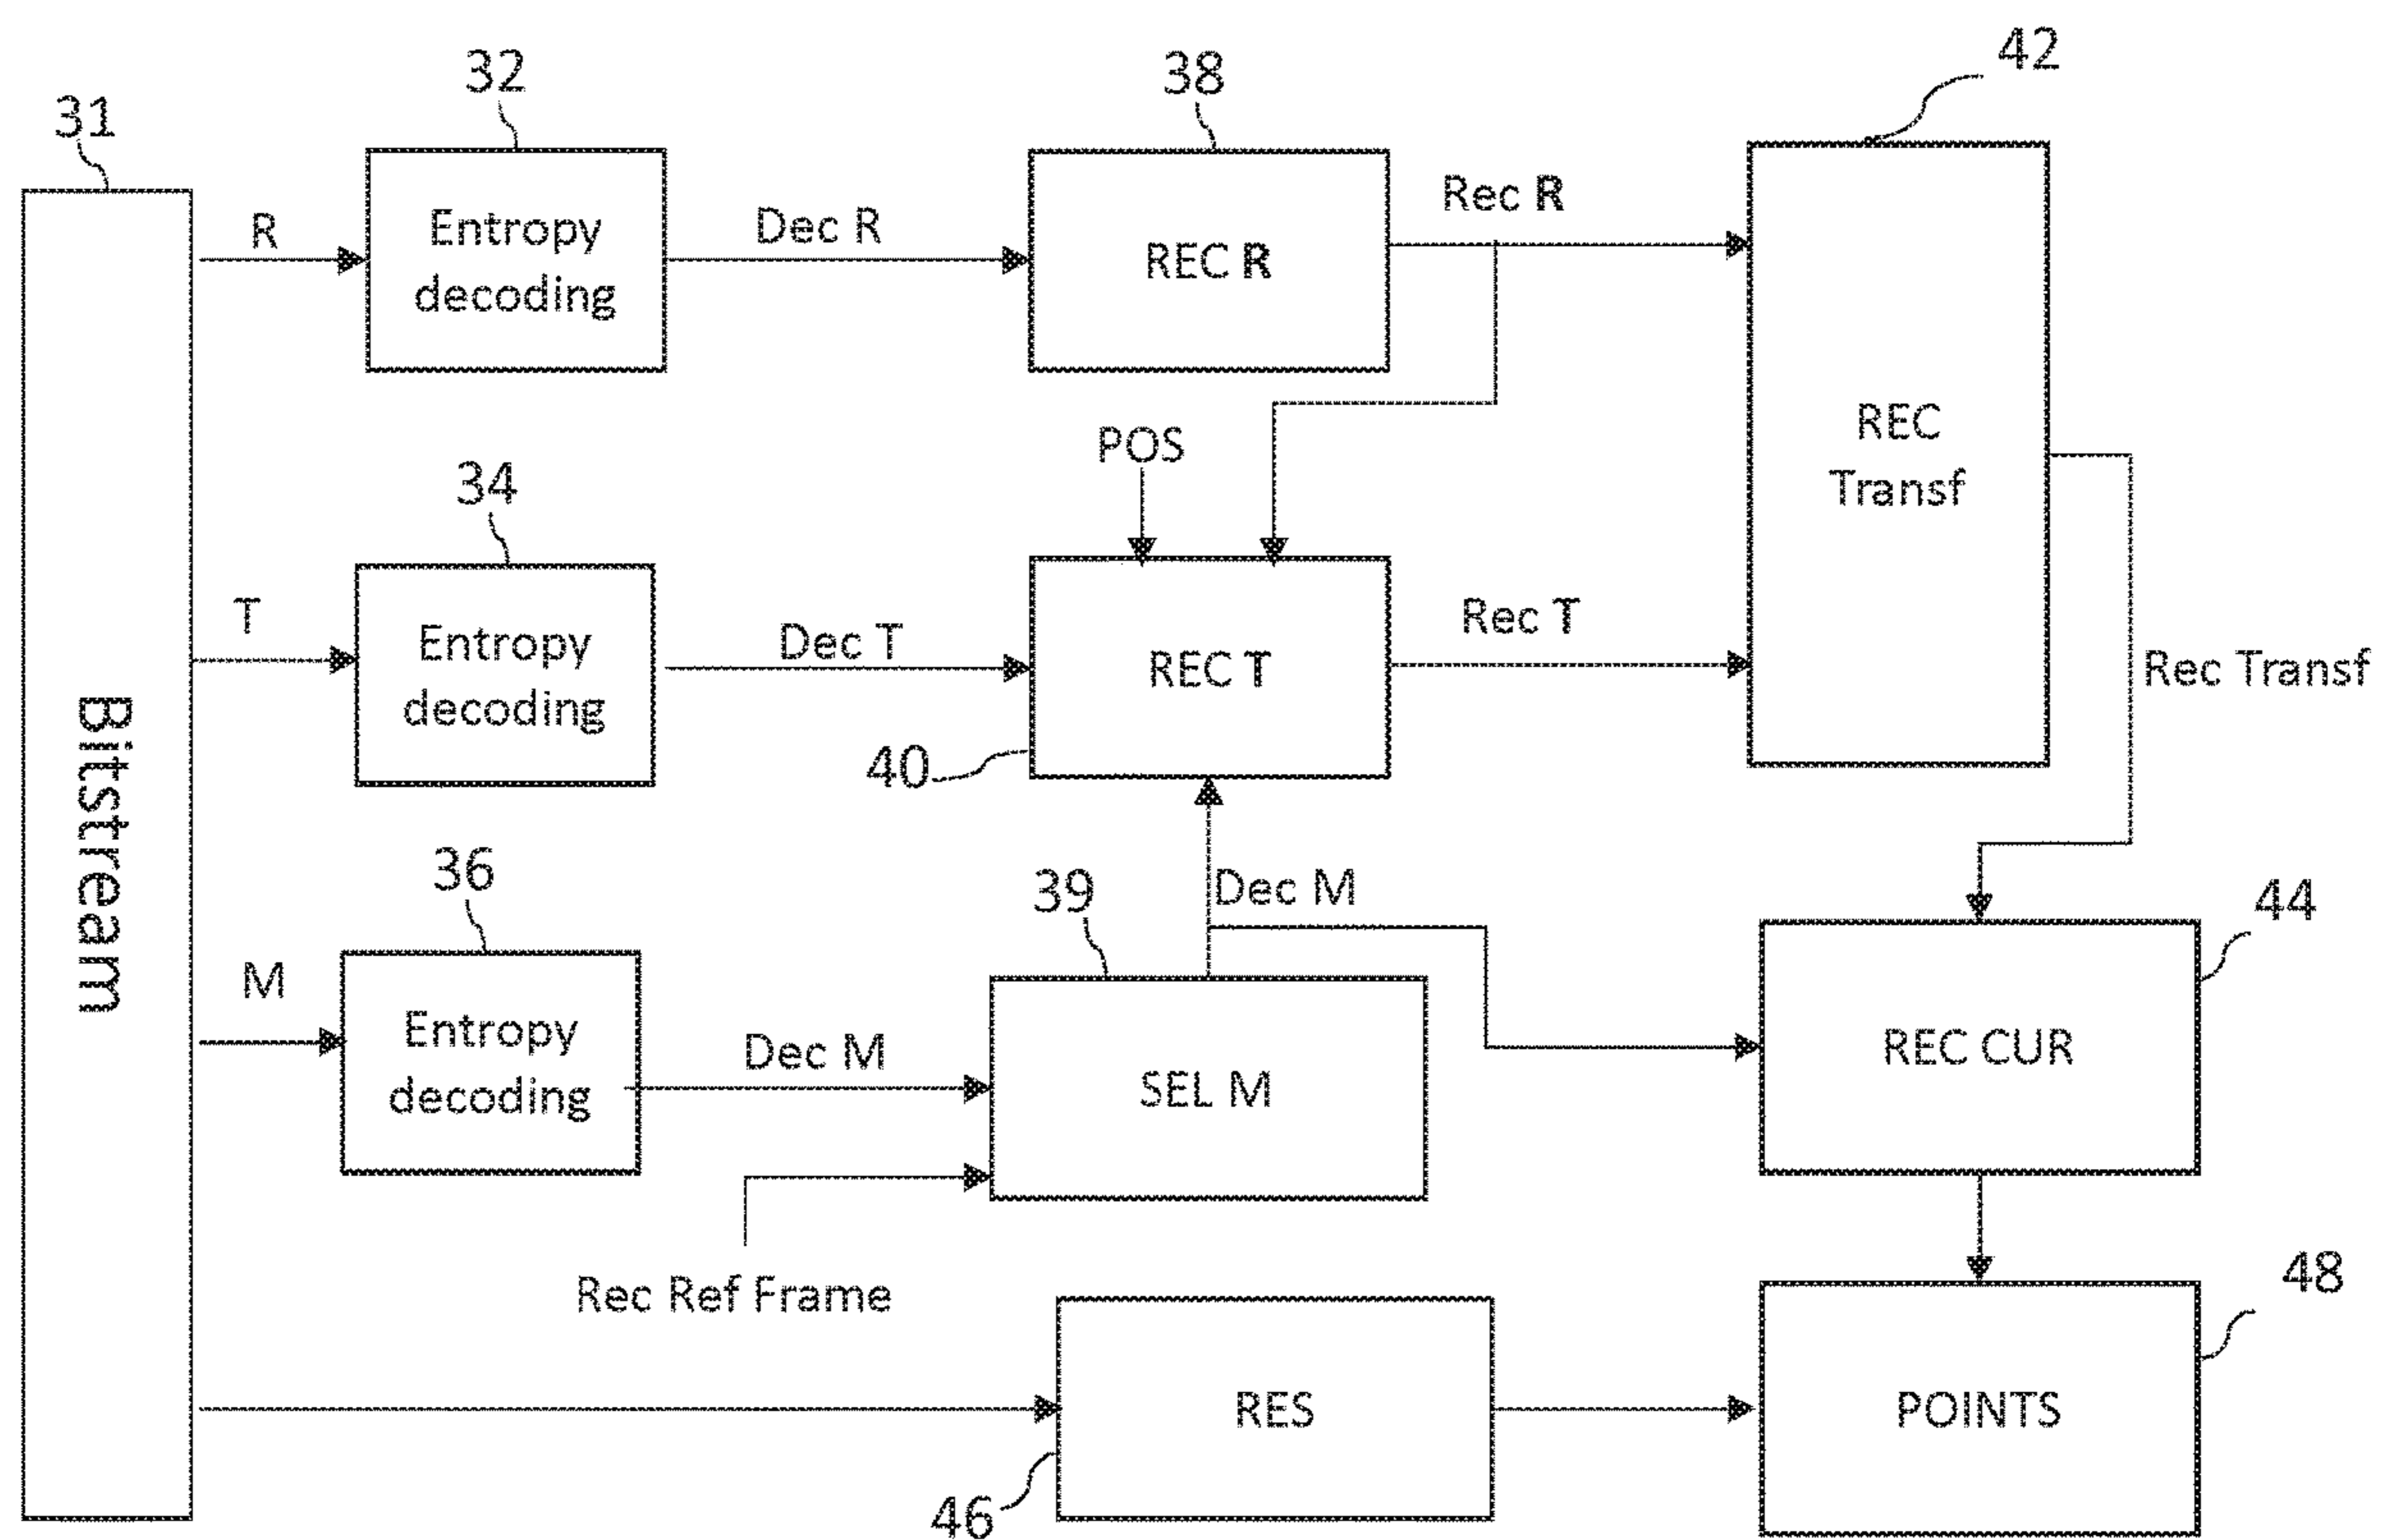 31
32
38
42
R
Entropy
decoding
Dec R
REC R
Rec R
REC
Transf
POS
34
T
Entropy
decoding
Dec T
REC T
Rec T
Rec Transf
40
Bitstream
36
M
Entropy
decoding
Dec M
39
Dec M
SEL M
44
REC CUR
Rec Ref Frame
48
RES
POINTS
46